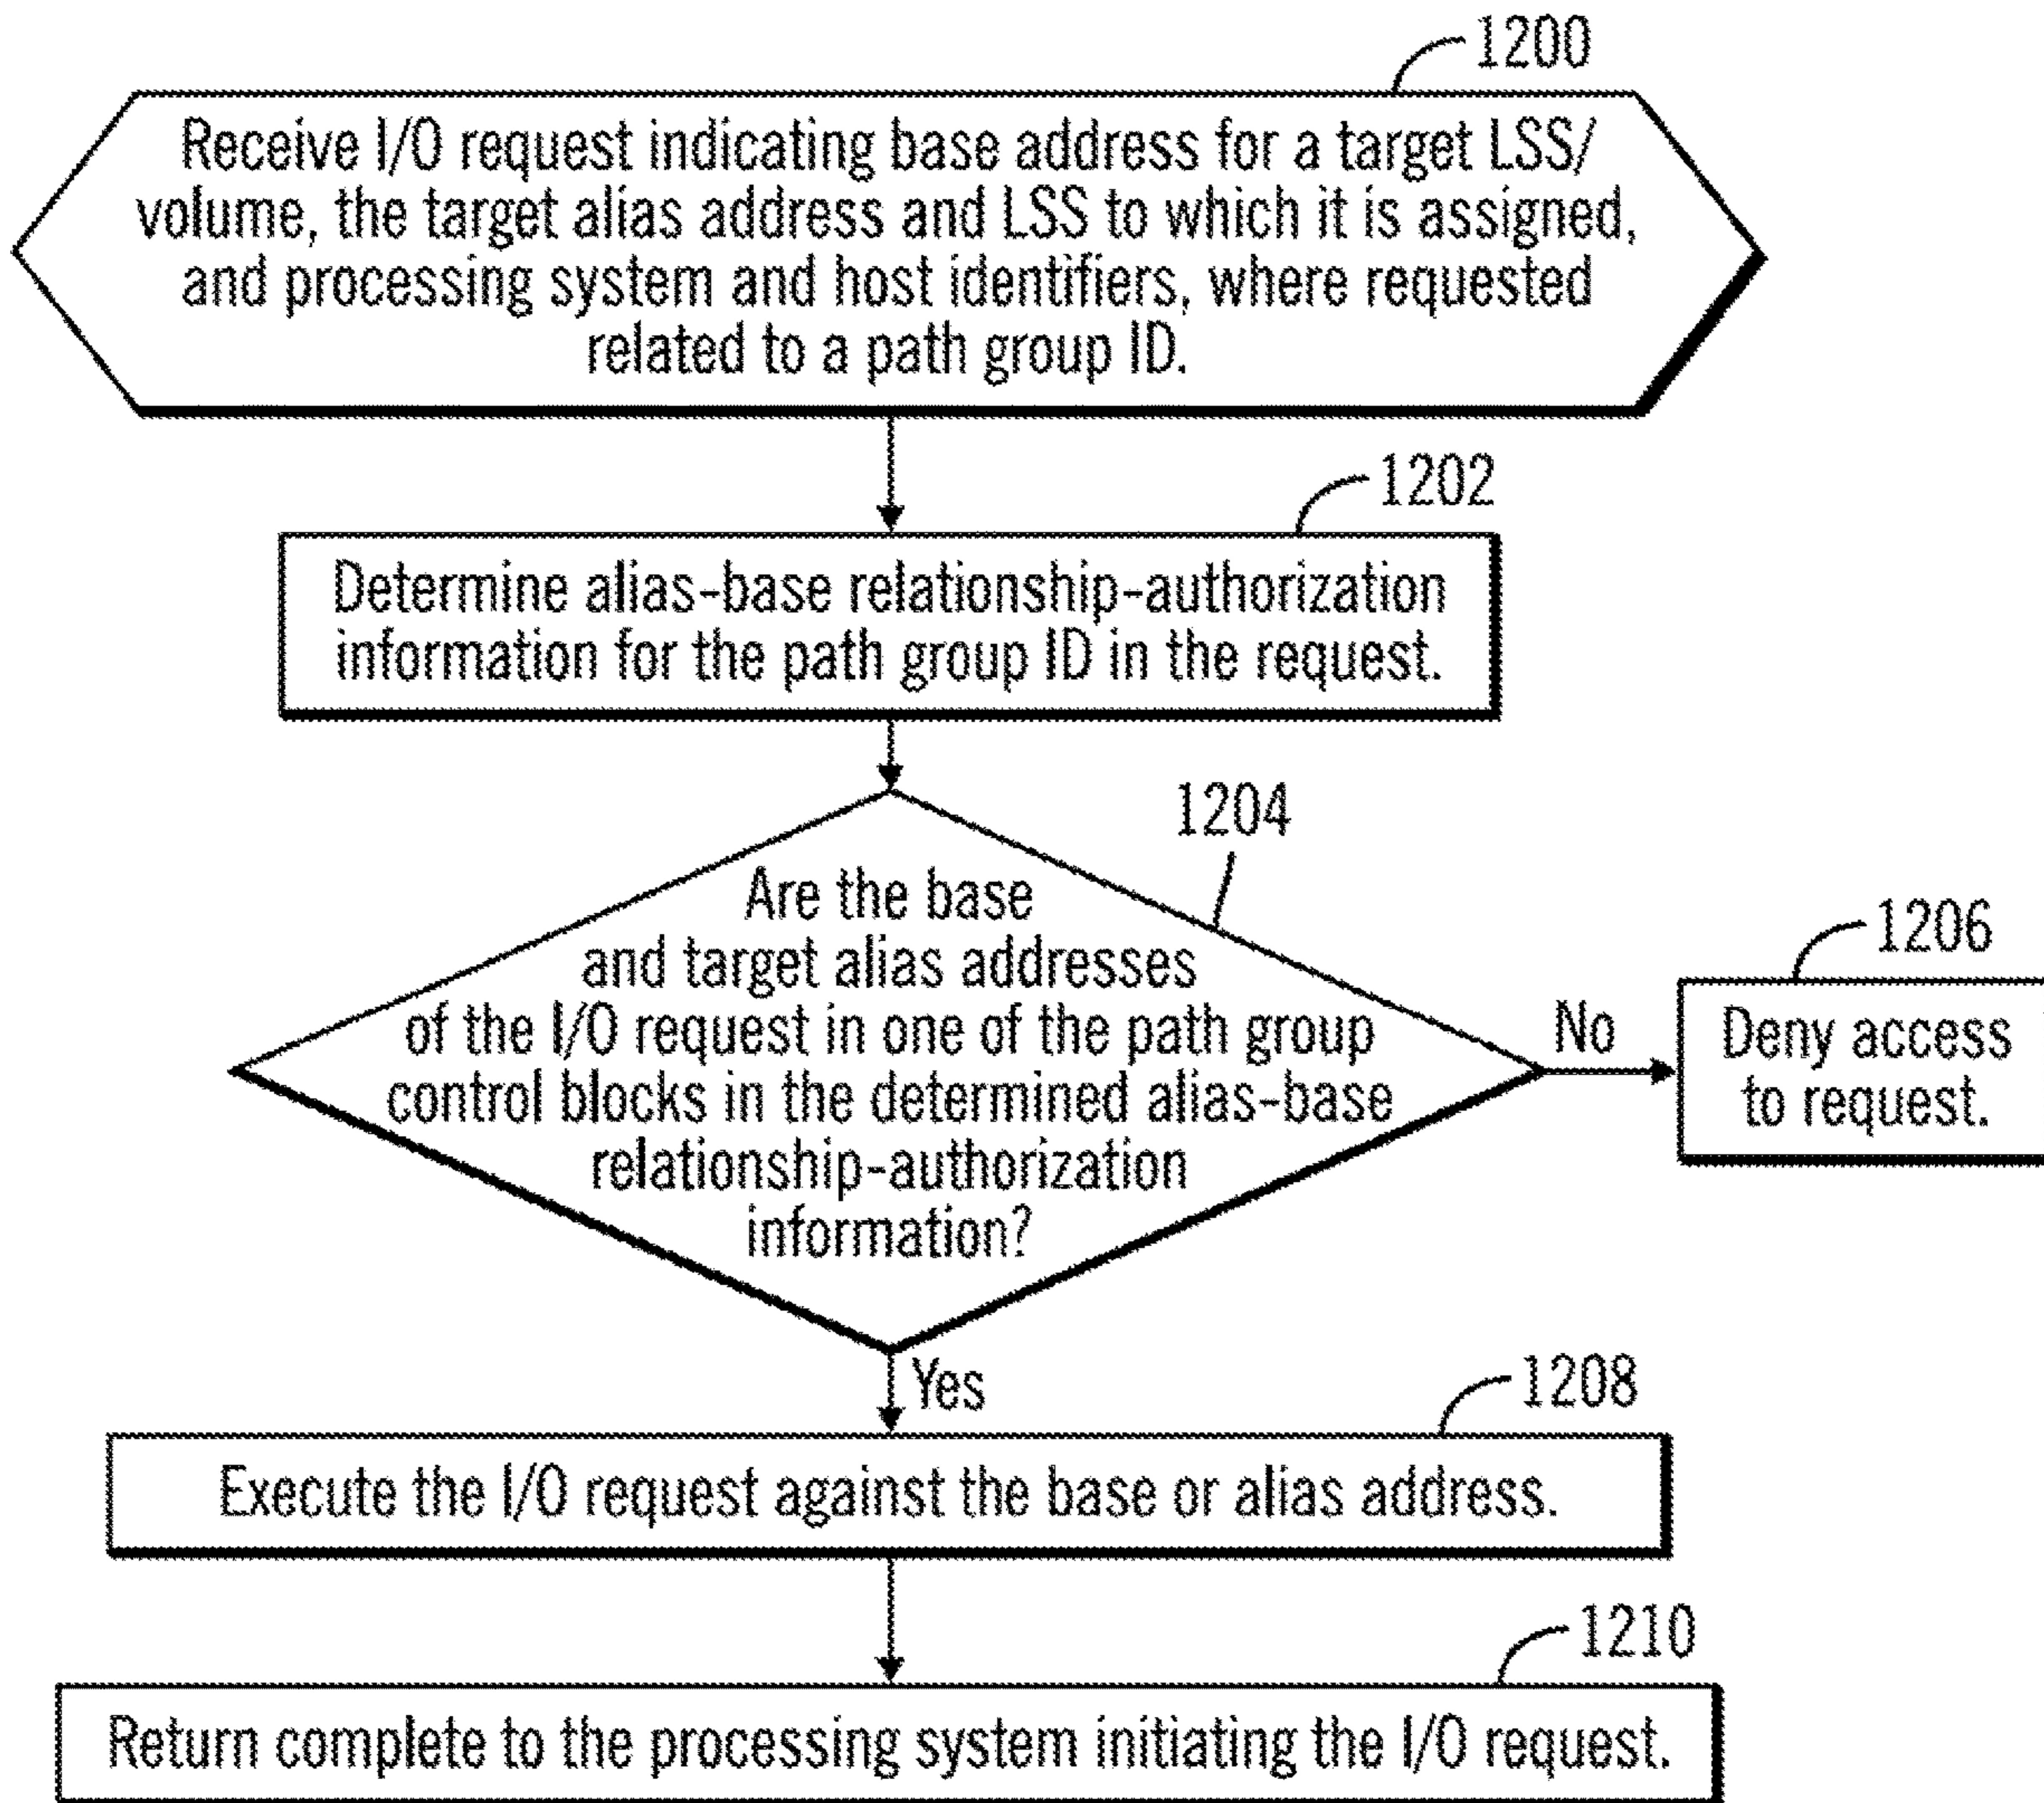 1200
Receive I/O request indicating base address for a target LSS/
volume, the target alias address and LSS to which it is assigned,
and processing system and host identifiers, where requested
related to a path group ID.
1202
Determine alias-base relationship-authorization
information for the path group ID in the request.
1204
Are the base
and target alias addresses
of the I/O request in one of the path group
control blocks in the determined alias-base
relationship-authorization
information?
No
1206
Deny access
to request.
Yes
1208
Execute the I/O request against the base or alias address.
1210
Return complete to the processing system initiating the I/O request.